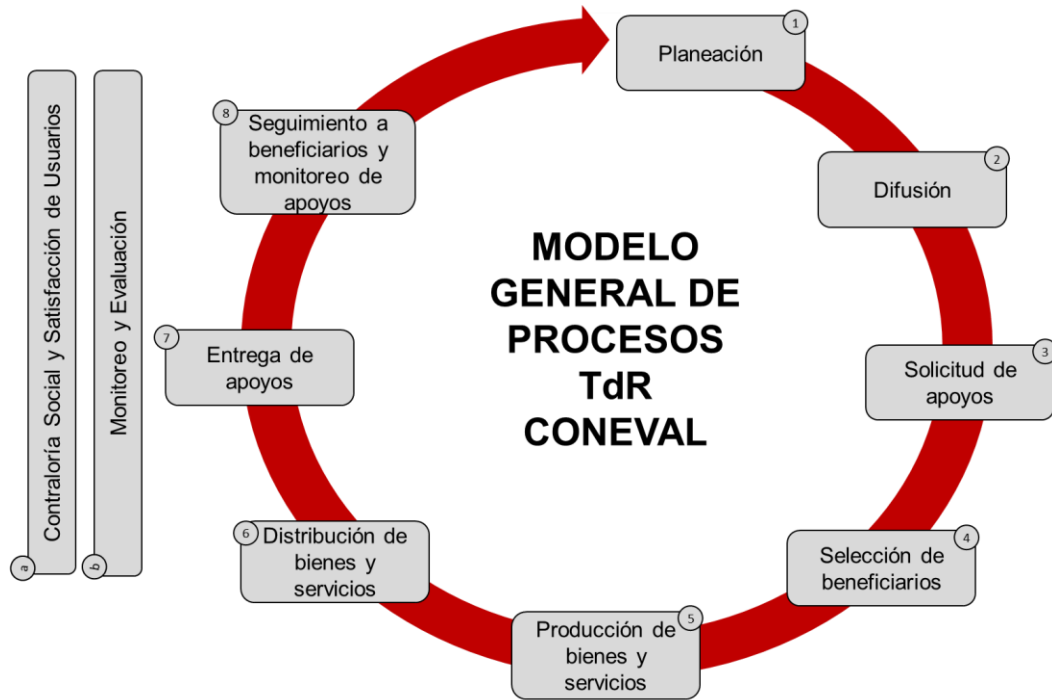 1
Planeación
2
Difusión
3
Solicitud de
apoyos
4
Selección de
beneficiarios
5
Producción de
bienes y
servicios
6
Distribución de
bienes y
servicios
7
Entrega de
apoyos
8
Seguimiento a
beneficiarios y
monitoreo de
apoyos
MODELO
GENERAL DE
PROCESOS
TdR
CONEVAL
a
Contraloría Social y Satisfacción de Usuarios
b
Monitoreo y Evaluación